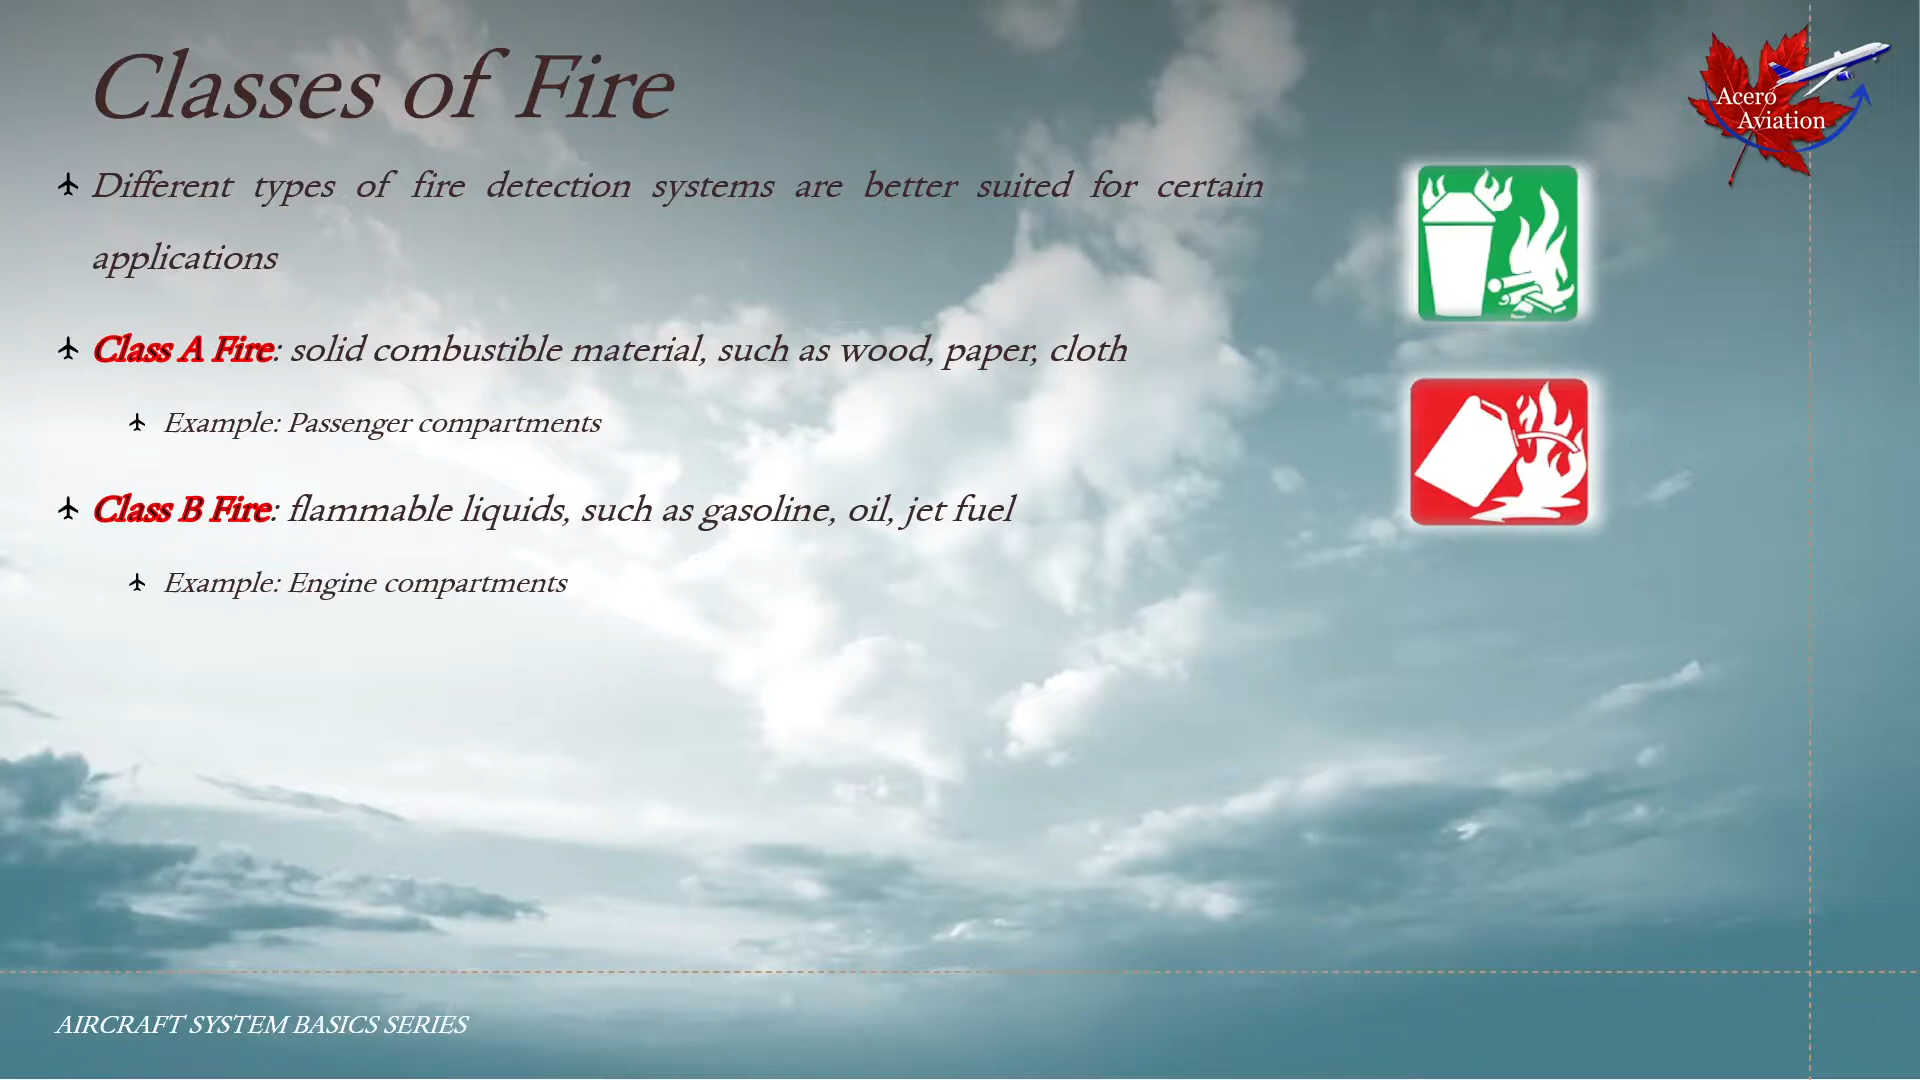 Classes of Fire
Acero
Aviation
Different types of fire detection systems are better suited for certain
applications
Class A Fire: solid combustible material, such as wood, paper, cloth
Example: Passenger compartments
Class B Fire: flammable liquids, such as gasoline, oil, jet fuel
Example: Engine compartments
AIRCRAFT SYSTEM BASICS SERIES